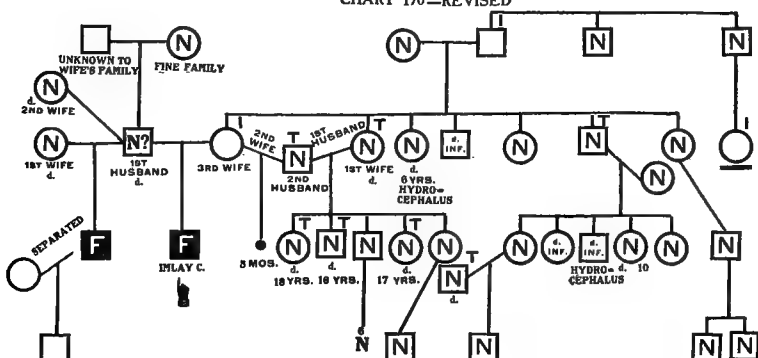 CHART 170—REVISED
N I N N
UNKNOWN TO
WIFE'S FAMILY
FINE FAMILY
N
N
d.
2ND WIFE
N
1ST WIFE
d.
N?
1ST
HUSBAND
d.
I
3RD WIFE
2ND
WIFE
T
N
2ND
HUSBAND
1ST
HUSBAND
T
N
1ST WIFE
d.
N
d.
6 YRS.
HYDRO-
CEPHALUS
d.
INF.
N
T
N
N
N
I
SEPARATED
F
F
IMLAY C.
3 MOS.
N T
d.
18 YRS.
N T
d.
16 YRS.
N
N T
d.
17 YRS.
N
N T
d.
N
d.
INF.
d.
INF.
HYDRO=
CEPHALUS
N
d. 10
N
N
6
N
N
N
N N